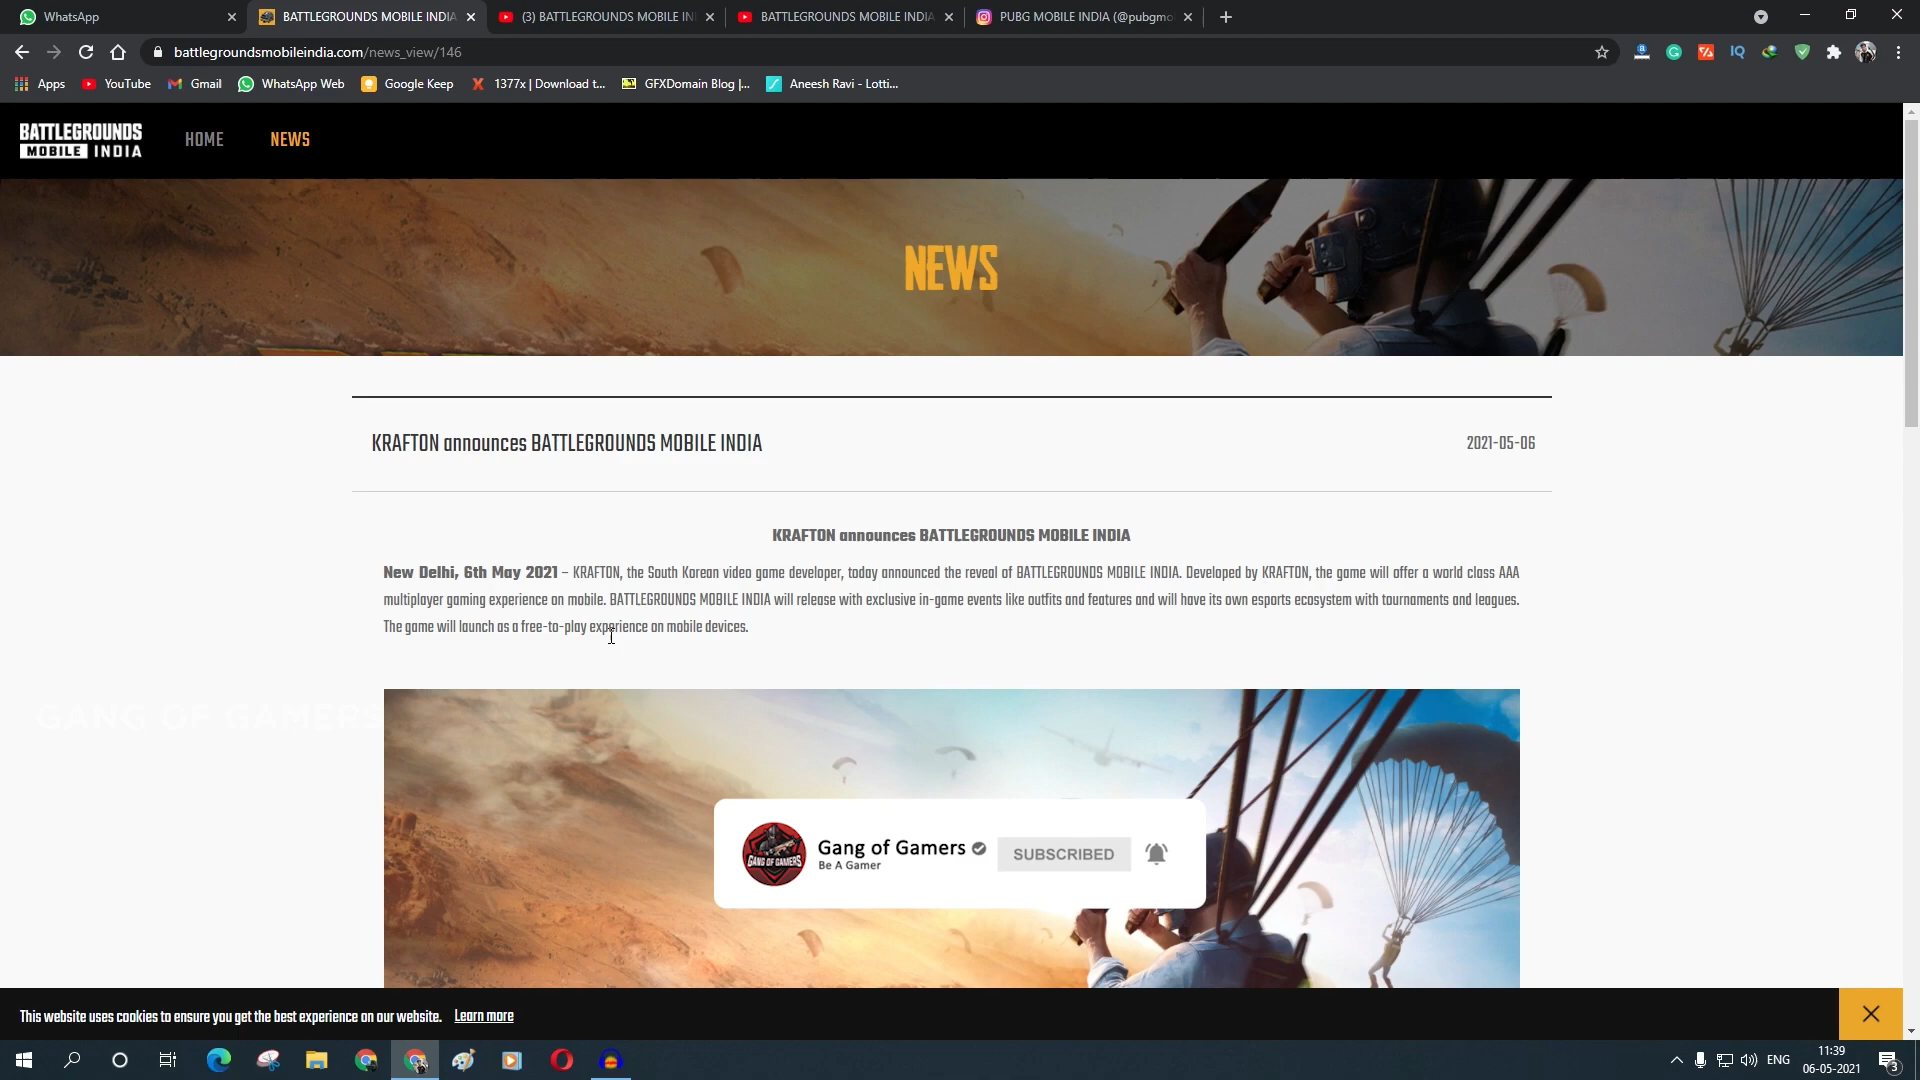 WhatsApp
BATTLEGROUNDS MOBILE INDIA
(3) BATTLEGROUNDS MOBILE IN
BATTLEGROUNDS MOBILE INDIA
PUBG MOBILE INDIA (@pubgmo
battlegroundsmobileindia.com/news_view/146
Apps
YouTube
Gmail
WhatsApp Web
Google Keep
1377x | Download t...
GFXDomain Blog |...
Aneesh Ravi - Lotti...
BATTLEGROUNDS
MOBILE INDIA
HOME
NEWS
NEWS
KRAFTON announces BATTLEGROUNDS MOBILE INDIA
2021-05-06
KRAFTON announces BATTLEGROUNDS MOBILE INDIA
New Delhi, 6th May 2021 – KRAFTON, the South Korean video game developer, today announced the reveal of BATTLEGROUNDS MOBILE INDIA. Developed by KRAFTON, the game will offer a world class AAA
multiplayer gaming experience on mobile. BATTLEGROUNDS MOBILE INDIA will release with exclusive in-game events like outfits and features and will have its own esports ecosystem with tournaments and leagues.
The game will launch as a free-to-play experience on mobile devices.
GANG OF GAMERS
GANG OF GAMERS
Gang of Gamers
Be A Gamer
SUBSCRIBED
This website uses cookies to ensure you get the best experience on our website. Learn more
ENG
11:39
06-05-2021
3